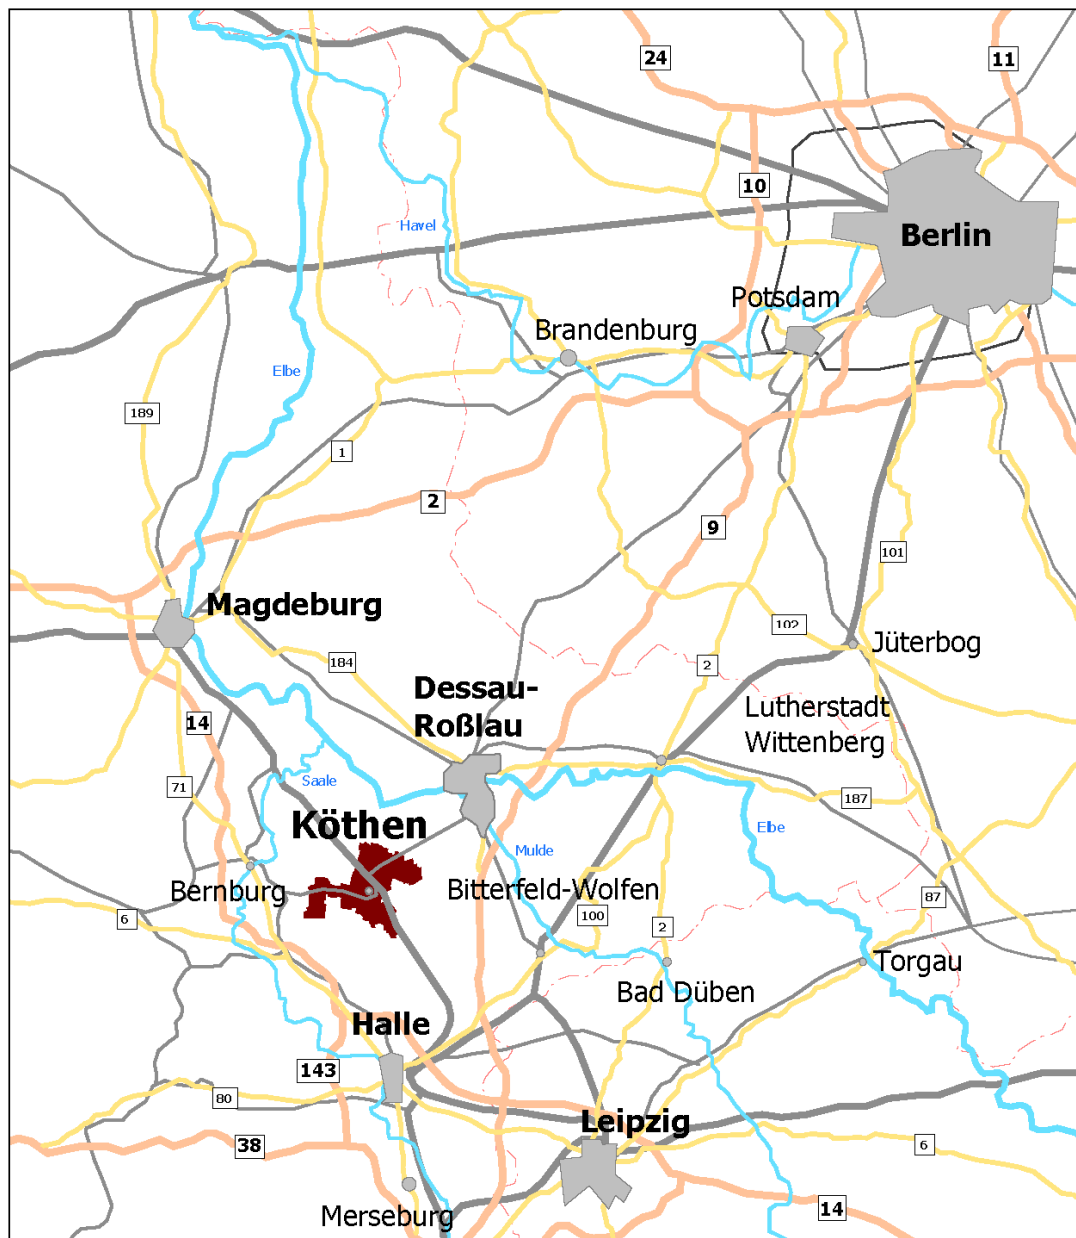 24
11
10
Havel
Berlin
Potsdam
Brandenburg
Elbe
189
1
2
9
101
Magdeburg
102
Jüterbog
184
2
Dessau-
Roßlau
Lutherstadt
Wittenberg
14
71
Saale
187
Köthen
Elbe
Mulde
Bernburg
Bitterfeld-Wolfen
87
6
100
2
Torgau
Bad Düben
Halle
143
80
Leipzig
38
6
Merseburg
14